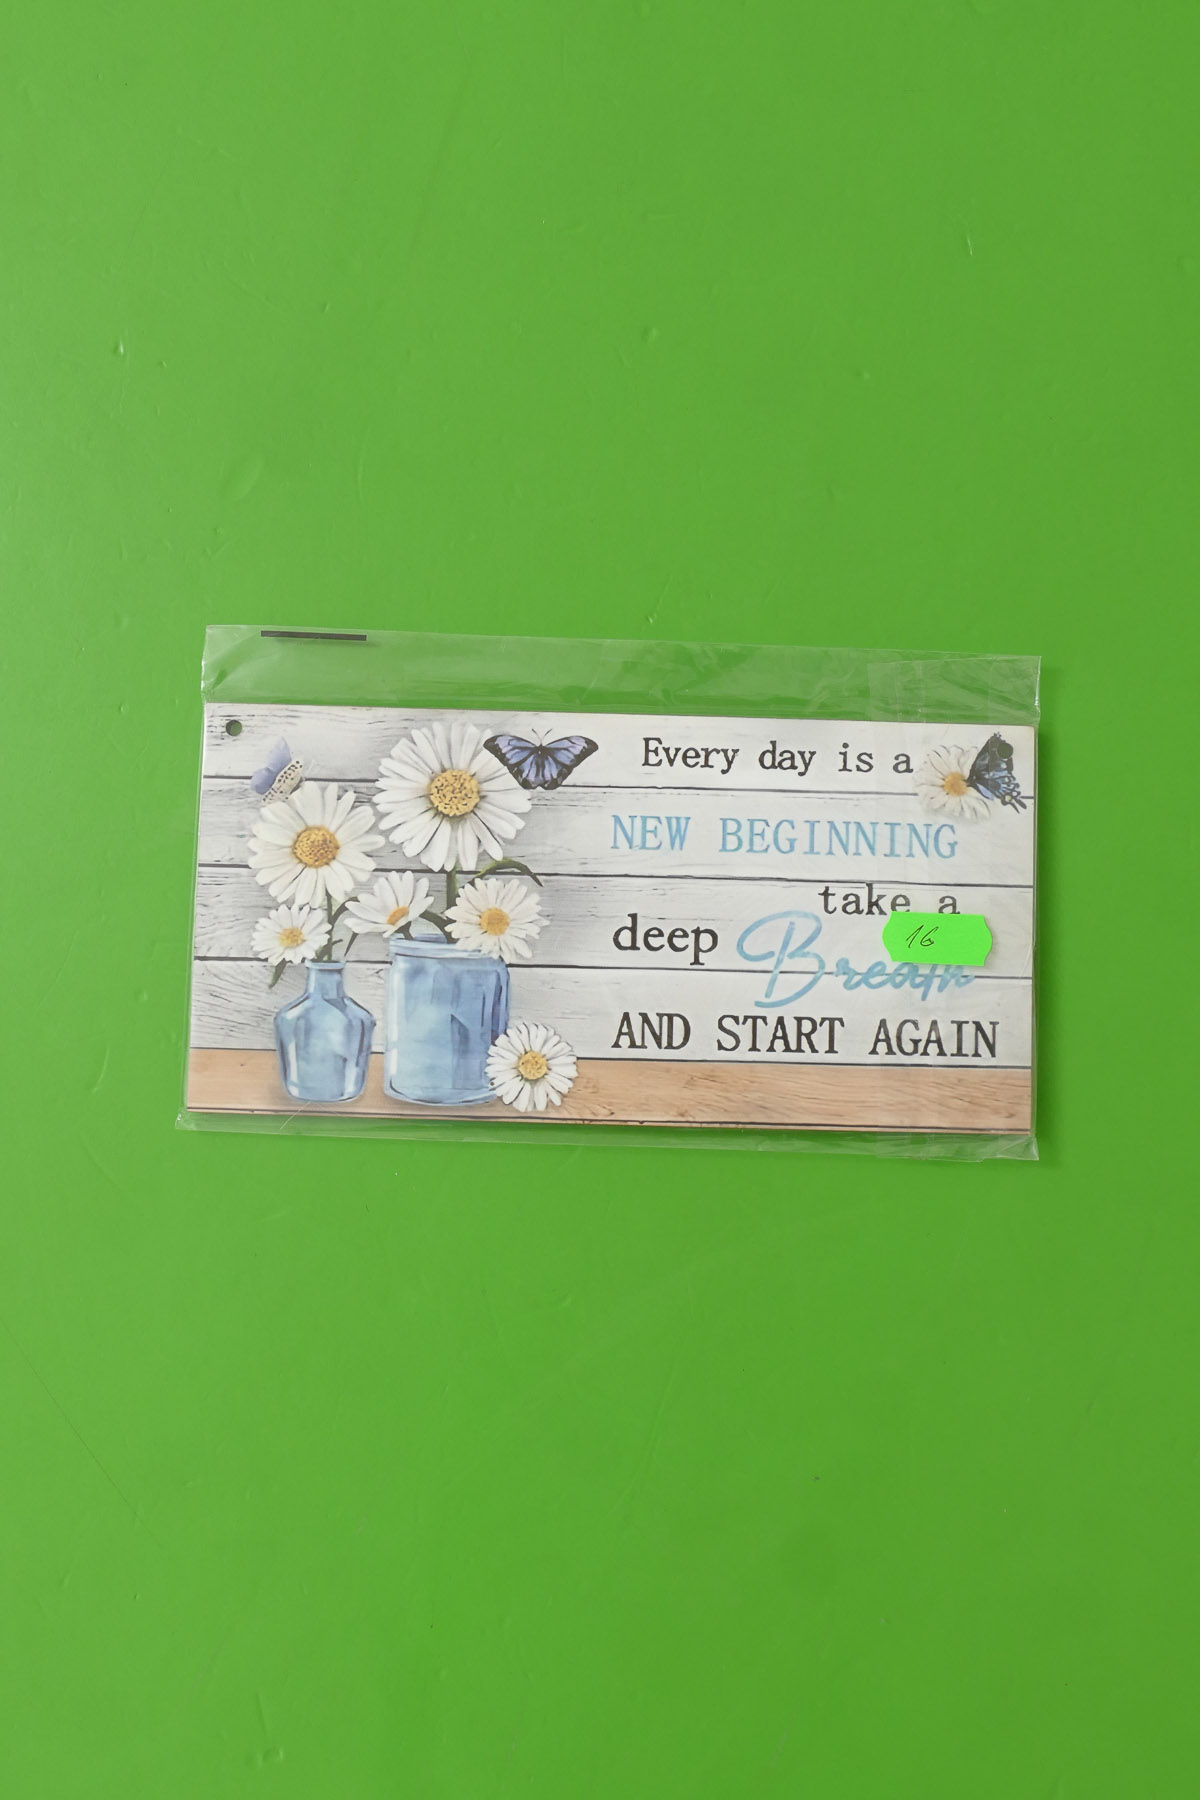 Every day is a
NEW BEGINNING
take a
deep Breath
16
AND START AGAIN